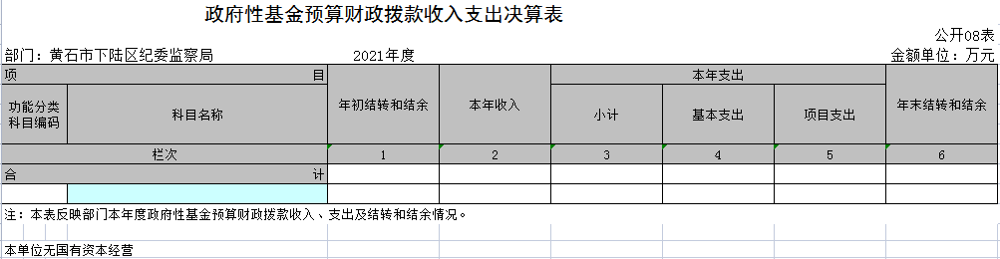 政府性基金预算财政拨款收入支出决算表
公开08表
部门：黄石市下陆区纪委监察局 2021年度 金额单位：万元
项 目 年初结转和结余 本年收入 本年支出 年末结转和结余
功能分类科目编码 科目名称 小计 基本支出 项目支出
栏次 1 2 3 4 5 6
合 计
注：本表反映部门本年度政府性基金预算财政拨款收入、支出及结转和结余情况。
本单位无国有资本经营